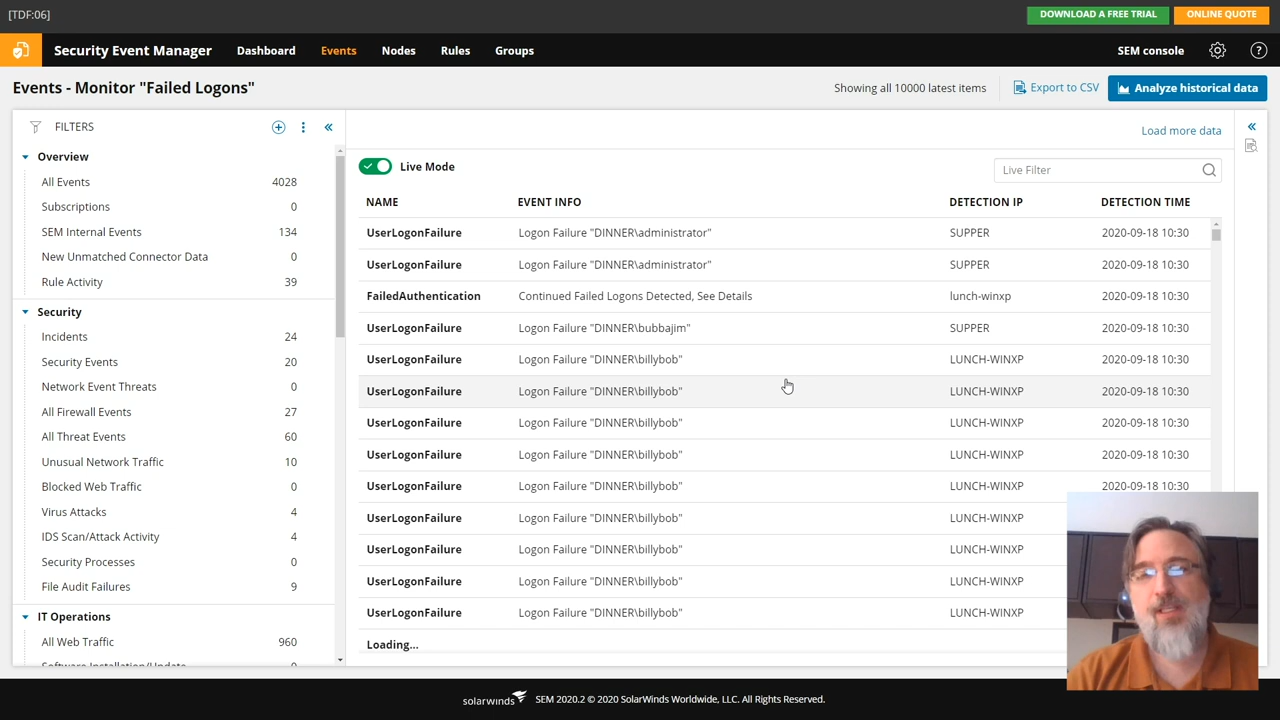 [TDF:06]
DOWNLOAD A FREE TRIAL
ONLINE QUOTE
Security Event Manager
Dashboard
Events
Nodes
Rules
Groups
SEM console
?
Events - Monitor "Failed Logons"
Showing all 10000 latest items
Export to CSV
Analyze historical data
FILTERS
Overview
All Events 4028
Subscriptions 0
SEM Internal Events 134
New Unmatched Connector Data 0
Rule Activity 39
Security
Incidents 24
Security Events 20
Network Event Threats 0
All Firewall Events 27
All Threat Events 60
Unusual Network Traffic 10
Blocked Web Traffic 0
Virus Attacks 4
IDS Scan/Attack Activity 4
Security Processes 0
File Audit Failures 9
IT Operations
All Web Traffic 960
Software Installation/Update 0
Load more data
Live Mode
Live Filter
NAME EVENT INFO DETECTION IP DETECTION TIME
UserLogonFailure Logon Failure "DINNER\administrator" SUPPER 2020-09-18 10:30
UserLogonFailure Logon Failure "DINNER\administrator" SUPPER 2020-09-18 10:30
FailedAuthentication Continued Failed Logons Detected, See Details lunch-winxp 2020-09-18 10:30
UserLogonFailure Logon Failure "DINNER\bubbajim" SUPPER 2020-09-18 10:30
UserLogonFailure Logon Failure "DINNER\billybob" LUNCH-WINXP 2020-09-18 10:30
UserLogonFailure Logon Failure "DINNER\billybob" LUNCH-WINXP 2020-09-18 10:30
UserLogonFailure Logon Failure "DINNER\billybob" LUNCH-WINXP 2020-09-18 10:30
UserLogonFailure Logon Failure "DINNER\billybob" LUNCH-WINXP 2020-09-18 10:30
UserLogonFailure Logon Failure "DINNER\billybob" LUNCH-WINXP 2020-09-18 10:30
UserLogonFailure Logon Failure "DINNER\billybob" LUNCH-WINXP
UserLogonFailure Logon Failure "DINNER\billybob" LUNCH-WINXP
UserLogonFailure Logon Failure "DINNER\billybob" LUNCH-WINXP
UserLogonFailure Logon Failure "DINNER\billybob" LUNCH-WINXP
Loading...
solarwinds
SEM 2020.2 © 2020 SolarWinds Worldwide, LLC. All Rights Reserved.